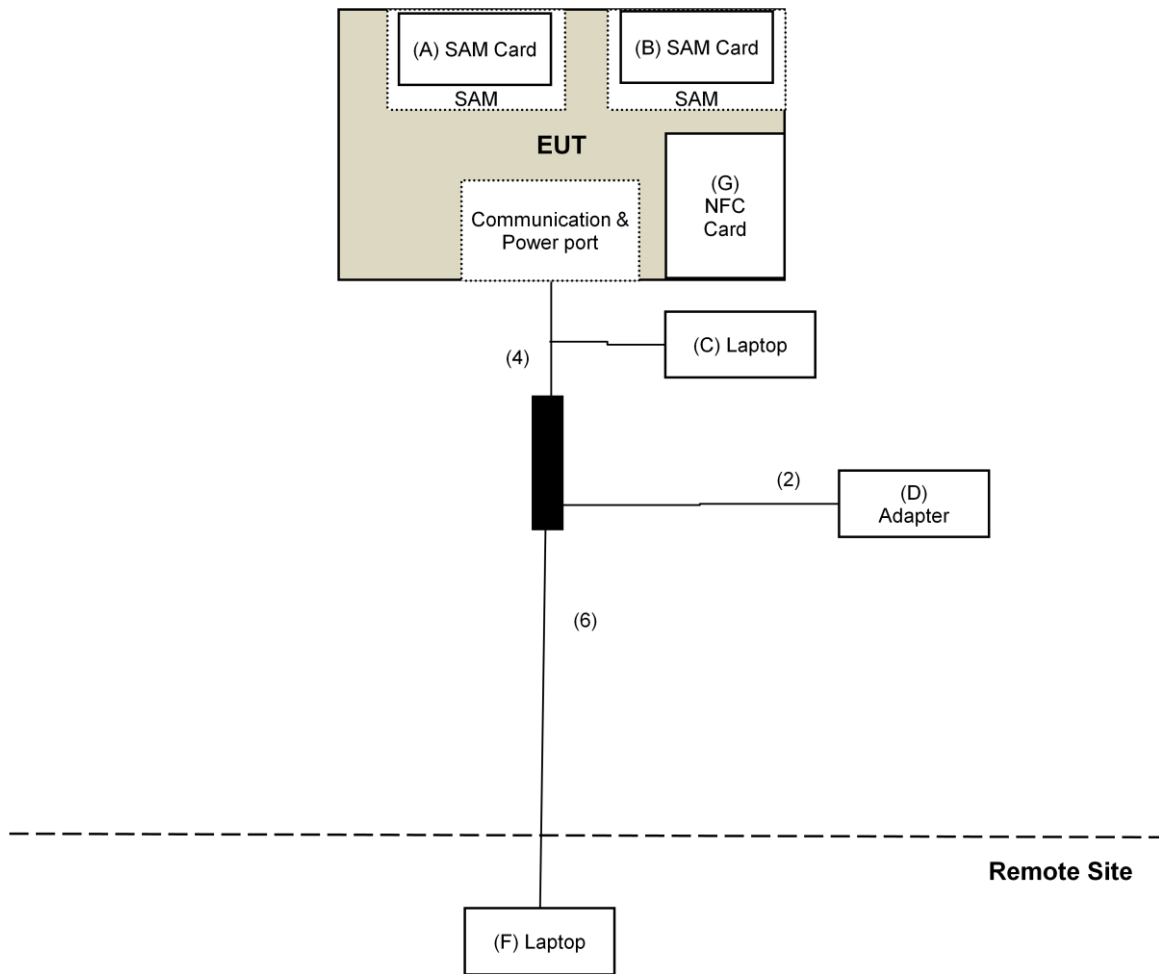 (A) SAM Card
(B) SAM Card
SAM
SAM
EUT
(G)
NFC
Card
Communication &
Power port
(C) Laptop
(4)
(2)
(D)
Adapter
(6)
Remote Site
(F) Laptop